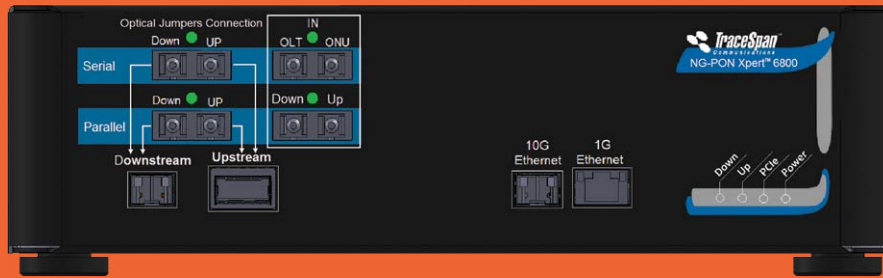 Optical Jumpers Connection
IN
Down UP
OLT ONU
Serial
Down UP
Down Up
Parallel
Downstream
Upstream
10G
Ethernet
1G
Ethernet
TraceSpan
Communications
NG-PON Xpert™ 6800
Down
Up
PCIe
Power